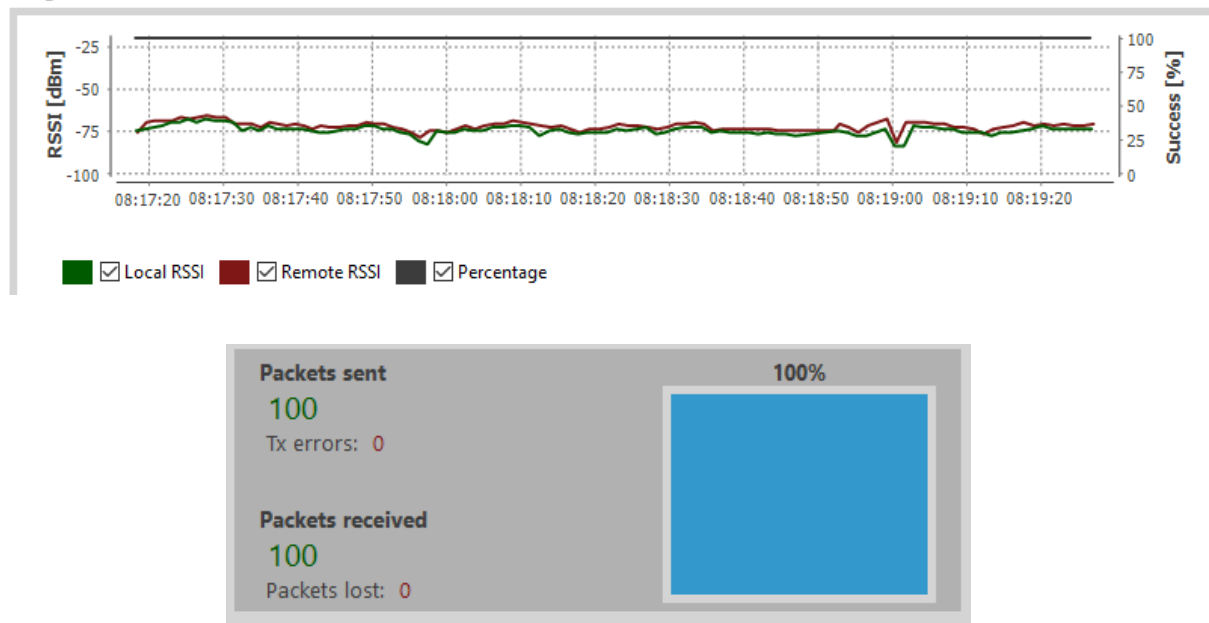 RSSI [dBm]
-25
-50
-75
-100
100
75
50
25
0
Success [%]
08:17:20 08:17:30 08:17:40 08:17:50 08:18:00 08:18:10 08:18:20 08:18:30 08:18:40 08:18:50 08:19:00 08:19:10 08:19:20
Local RSSI Remote RSSI Percentage
Packets sent
100
Tx errors: 0
Packets received
100
Packets lost: 0
100%